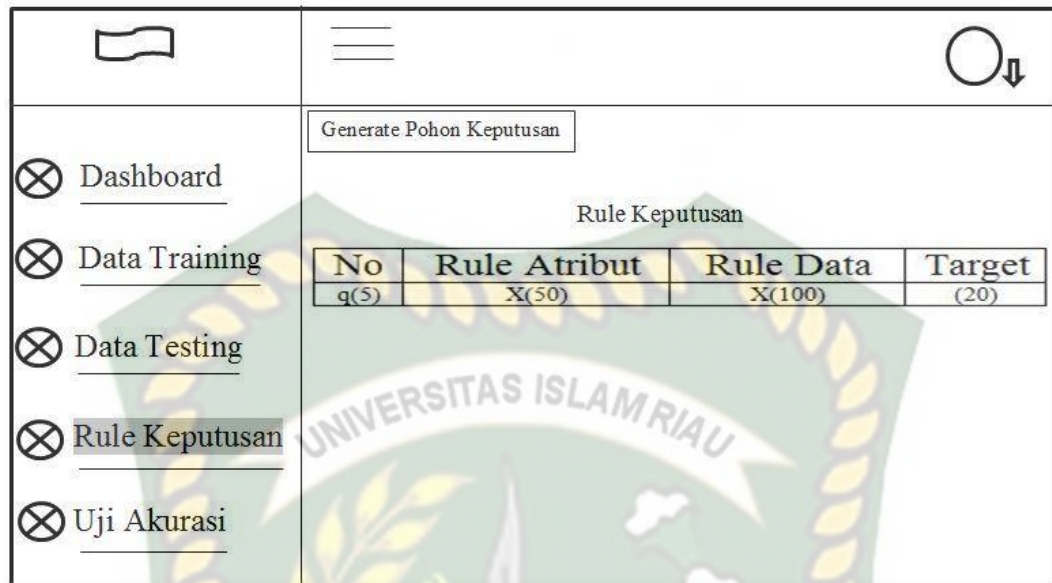 Generate Pohon Keputusan
Dashboard
Data Training
Data Testing
Rule Keputusan
Uji Akurasi
Rule Keputusan
No Rule Atribut Rule Data Target
q(5) X(50) X(100) (20)
UNIVERSITAS ISLAM RIAU